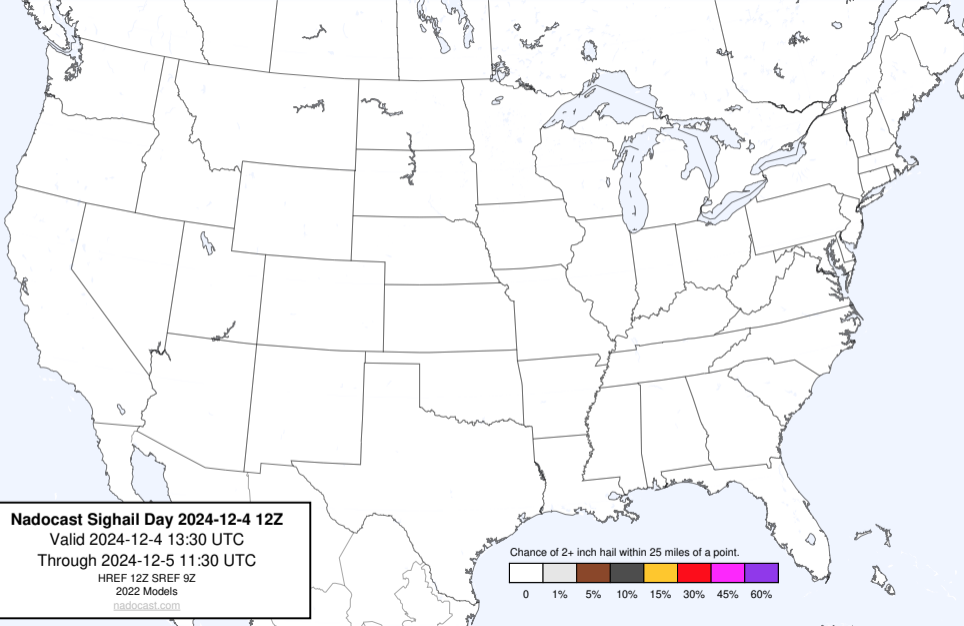 Nadocast Sighail Day 2024-12-4 12Z
Valid 2024-12-4 13:30 UTC
Through 2024-12-5 11:30 UTC
HREF 12Z SREF 9Z
2022 Models
nadocast.com
Chance of 2+ inch hail within 25 miles of a point.
0 1% 5% 10% 15% 30% 45% 60%